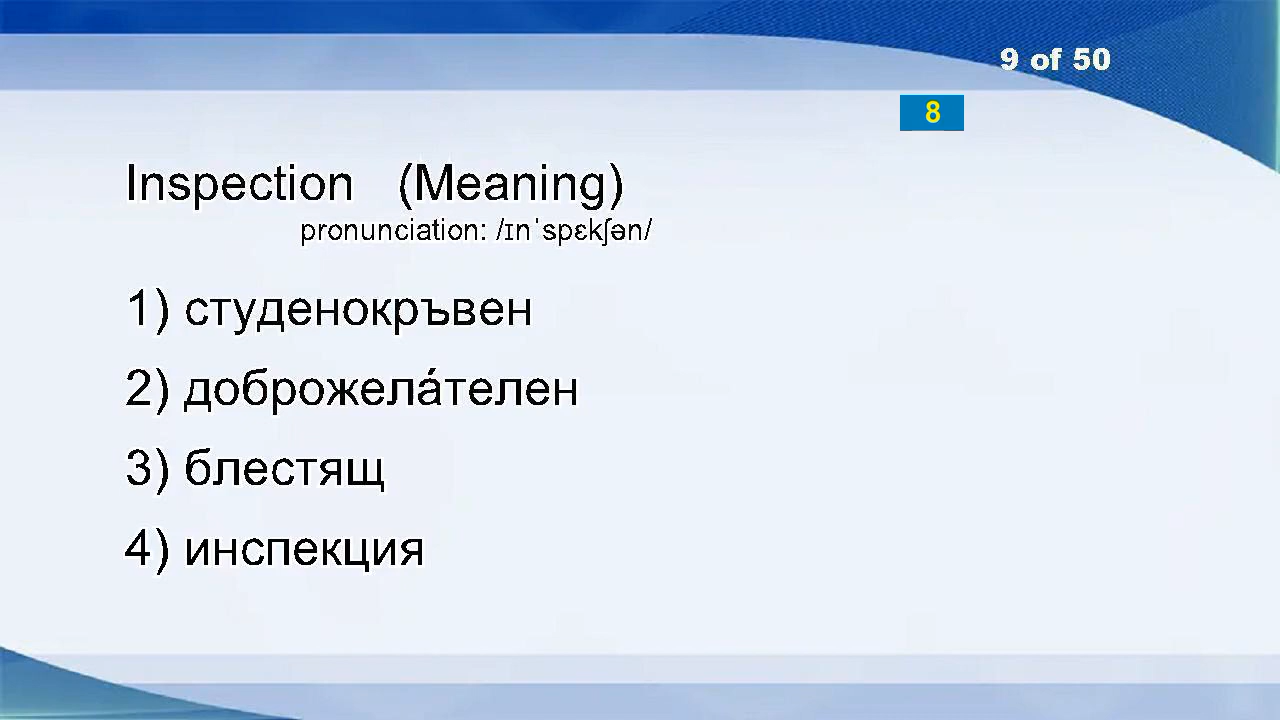 9 of 50
8
Inspection (Meaning)
pronunciation: /ɪnˈspɛkʃən/
1) студенокръвен
2) доброжела́телен
3) блестящ
4) инспекция